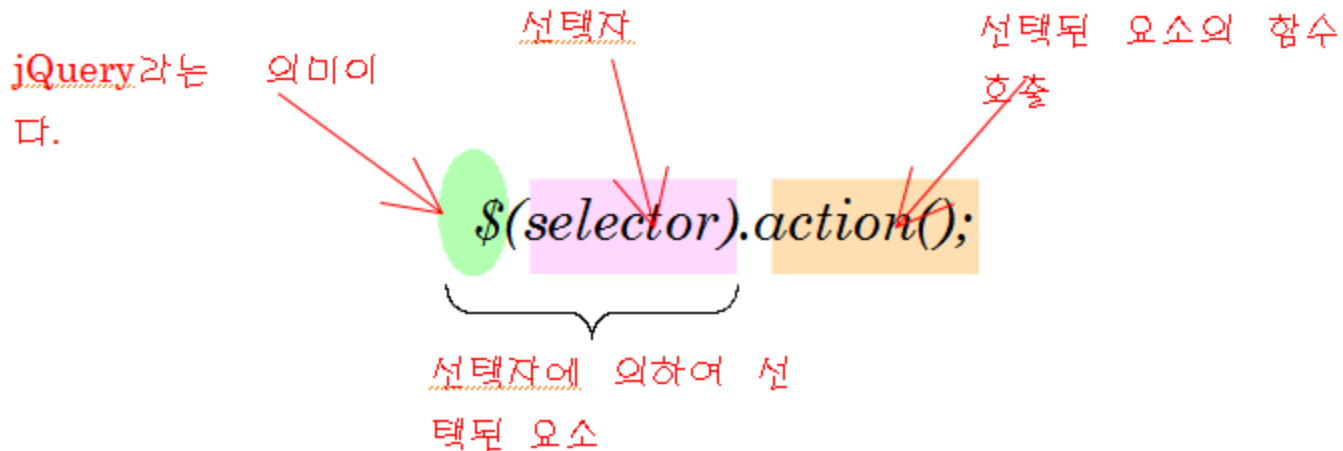 jQuery라는 의미이
다.
선택자
선택된 요소의 함수
호출
$(selector).action();
선택자에 의하여 선
택된 요소